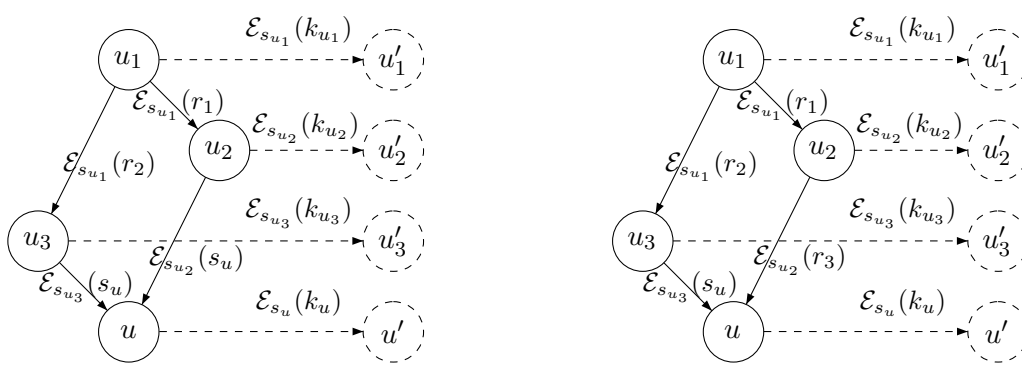 𝓔_{s_{u_1}}(k_{u_1})
u_1
u'_1
𝓔_{s_{u_1}}(r_1)
𝓔_{s_{u_2}}(k_{u_2})
u_2
u'_2
𝓔_{s_{u_1}}(r_2)
𝓔_{s_{u_3}}(k_{u_3})
u_3
u'_3
𝓔_{s_{u_2}}(s_u)
𝓔_{s_{u_3}}(s_u)
𝓔_{s_u}(k_u)
u
u'
𝓔_{s_{u_1}}(k_{u_1})
u_1
u'_1
𝓔_{s_{u_1}}(r_1)
𝓔_{s_{u_2}}(k_{u_2})
u_2
u'_2
𝓔_{s_{u_1}}(r_2)
𝓔_{s_{u_3}}(k_{u_3})
u_3
u'_3
𝓔_{s_{u_2}}(r_3)
𝓔_{s_{u_3}}(s_u)
𝓔_{s_u}(k_u)
u
u'